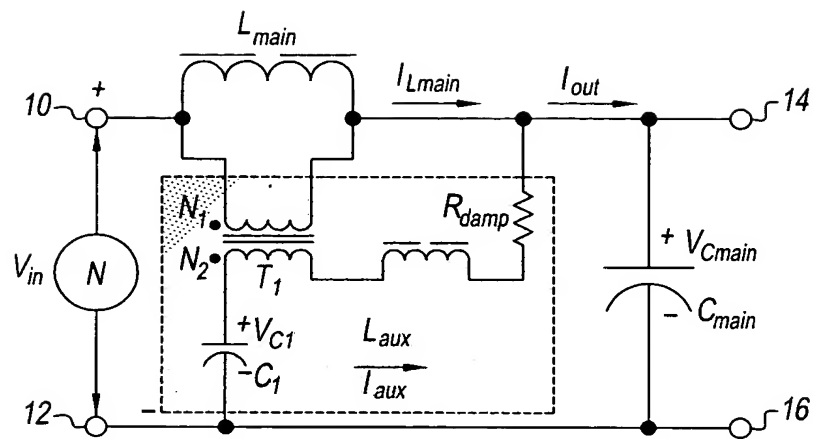 L_main
10
+
I_Lmain
I_out
14
N_1
R_damp
N_2
V_in
N
T_1
+ V_Cmain
+V_C1
L_aux
- C_main
-C_1
I_aux
12
-
16